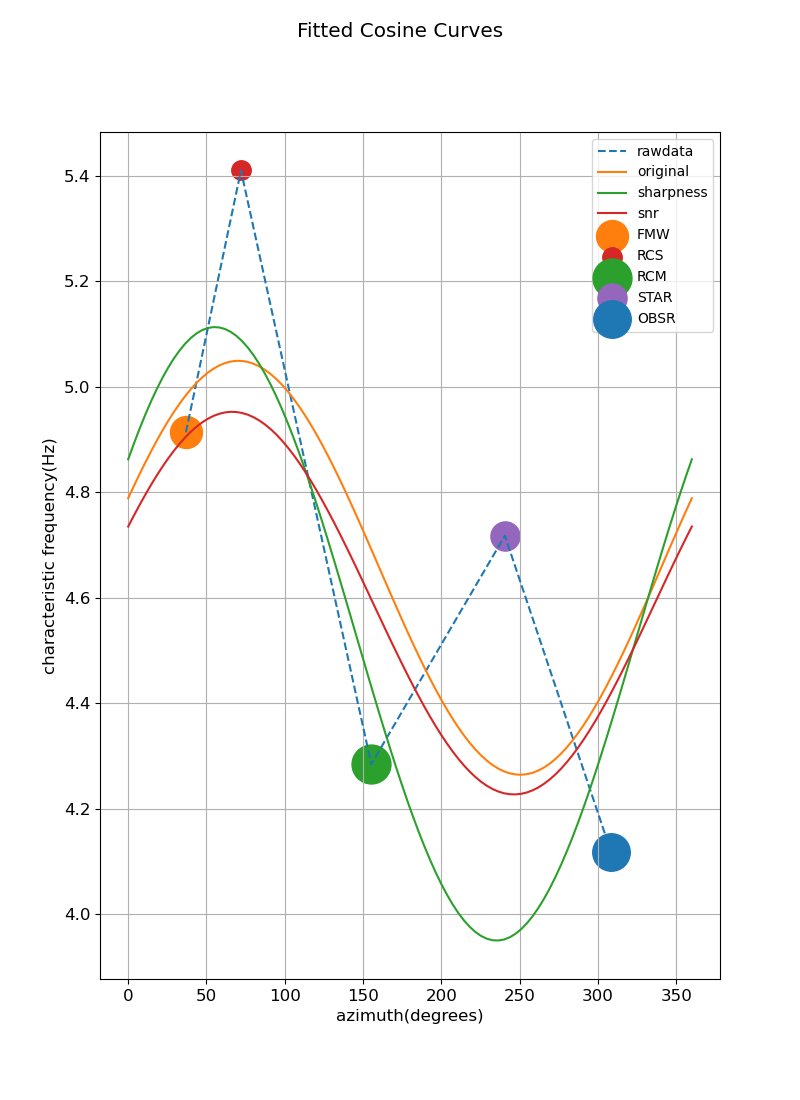 Fitted Cosine Curves
rawdata
original
sharpness
snr
FMW
RCS
RCM
STAR
OBSR
5.4
5.2
5.0
4.8
4.6
4.4
4.2
4.0
characteristic frequency(Hz)
0 50 100 150 200 250 300 350
azimuth(degrees)